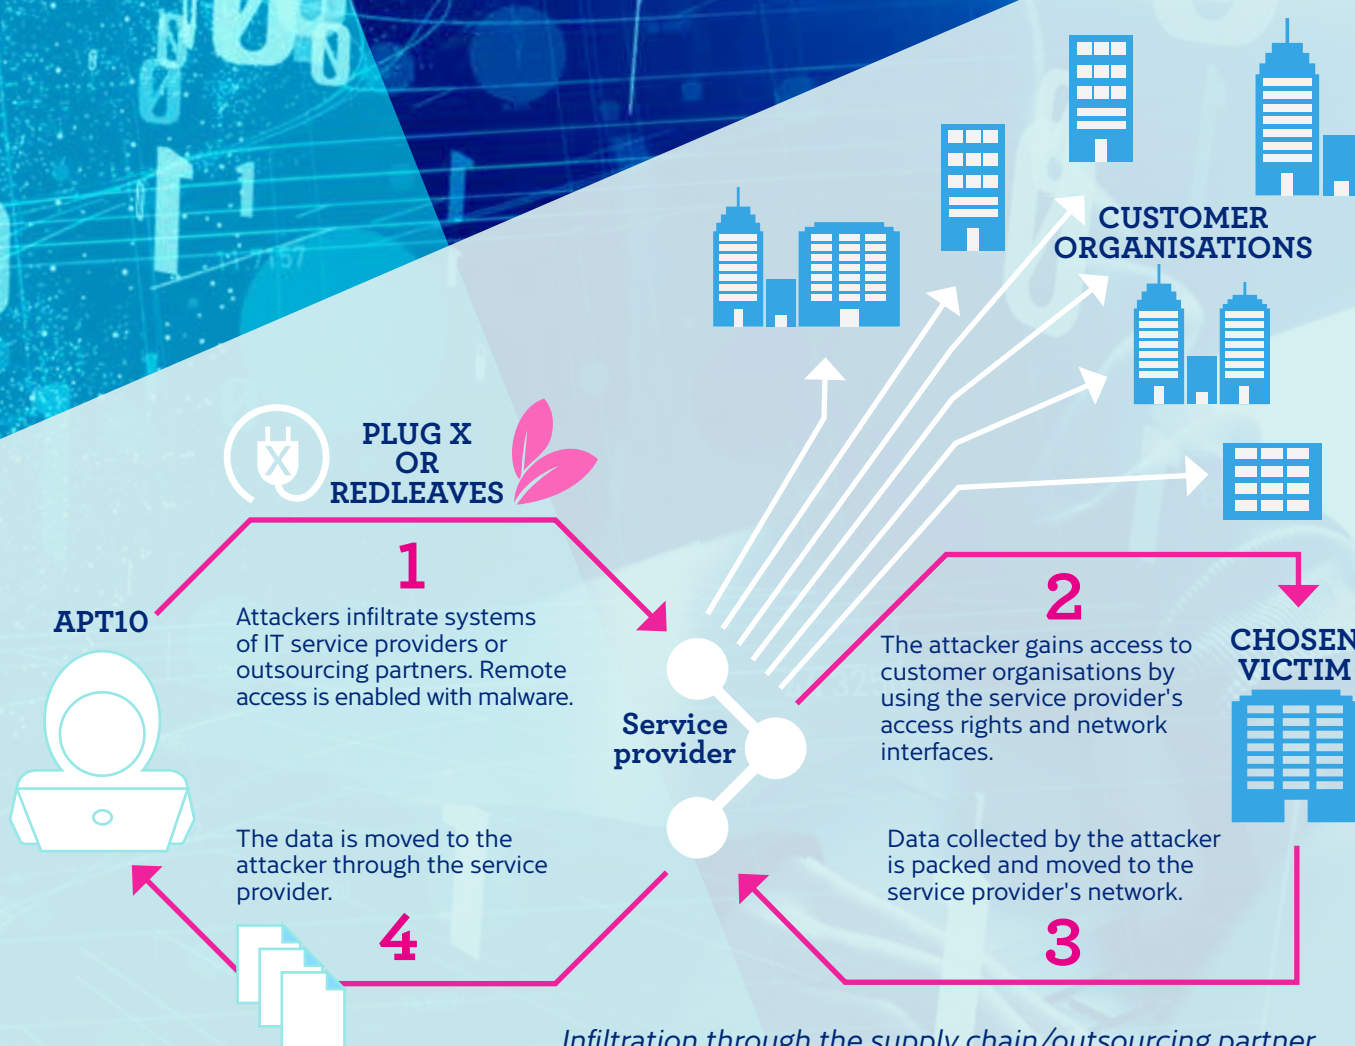 CUSTOMER
ORGANISATIONS
PLUG X
OR
REDLEAVES
X
1
APT10
Attackers infiltrate systems
of IT service providers or
outsourcing partners. Remote
access is enabled with malware.
2
The attacker gains access to
customer organisations by
using the service provider's
access rights and network
interfaces.
CHOSEN
VICTIM
Service
provider
The data is moved to the
attacker through the service
provider.
4
Data collected by the attacker
is packed and moved to the
service provider's network.
3
Infiltration through the supply chain/outsourcing partner